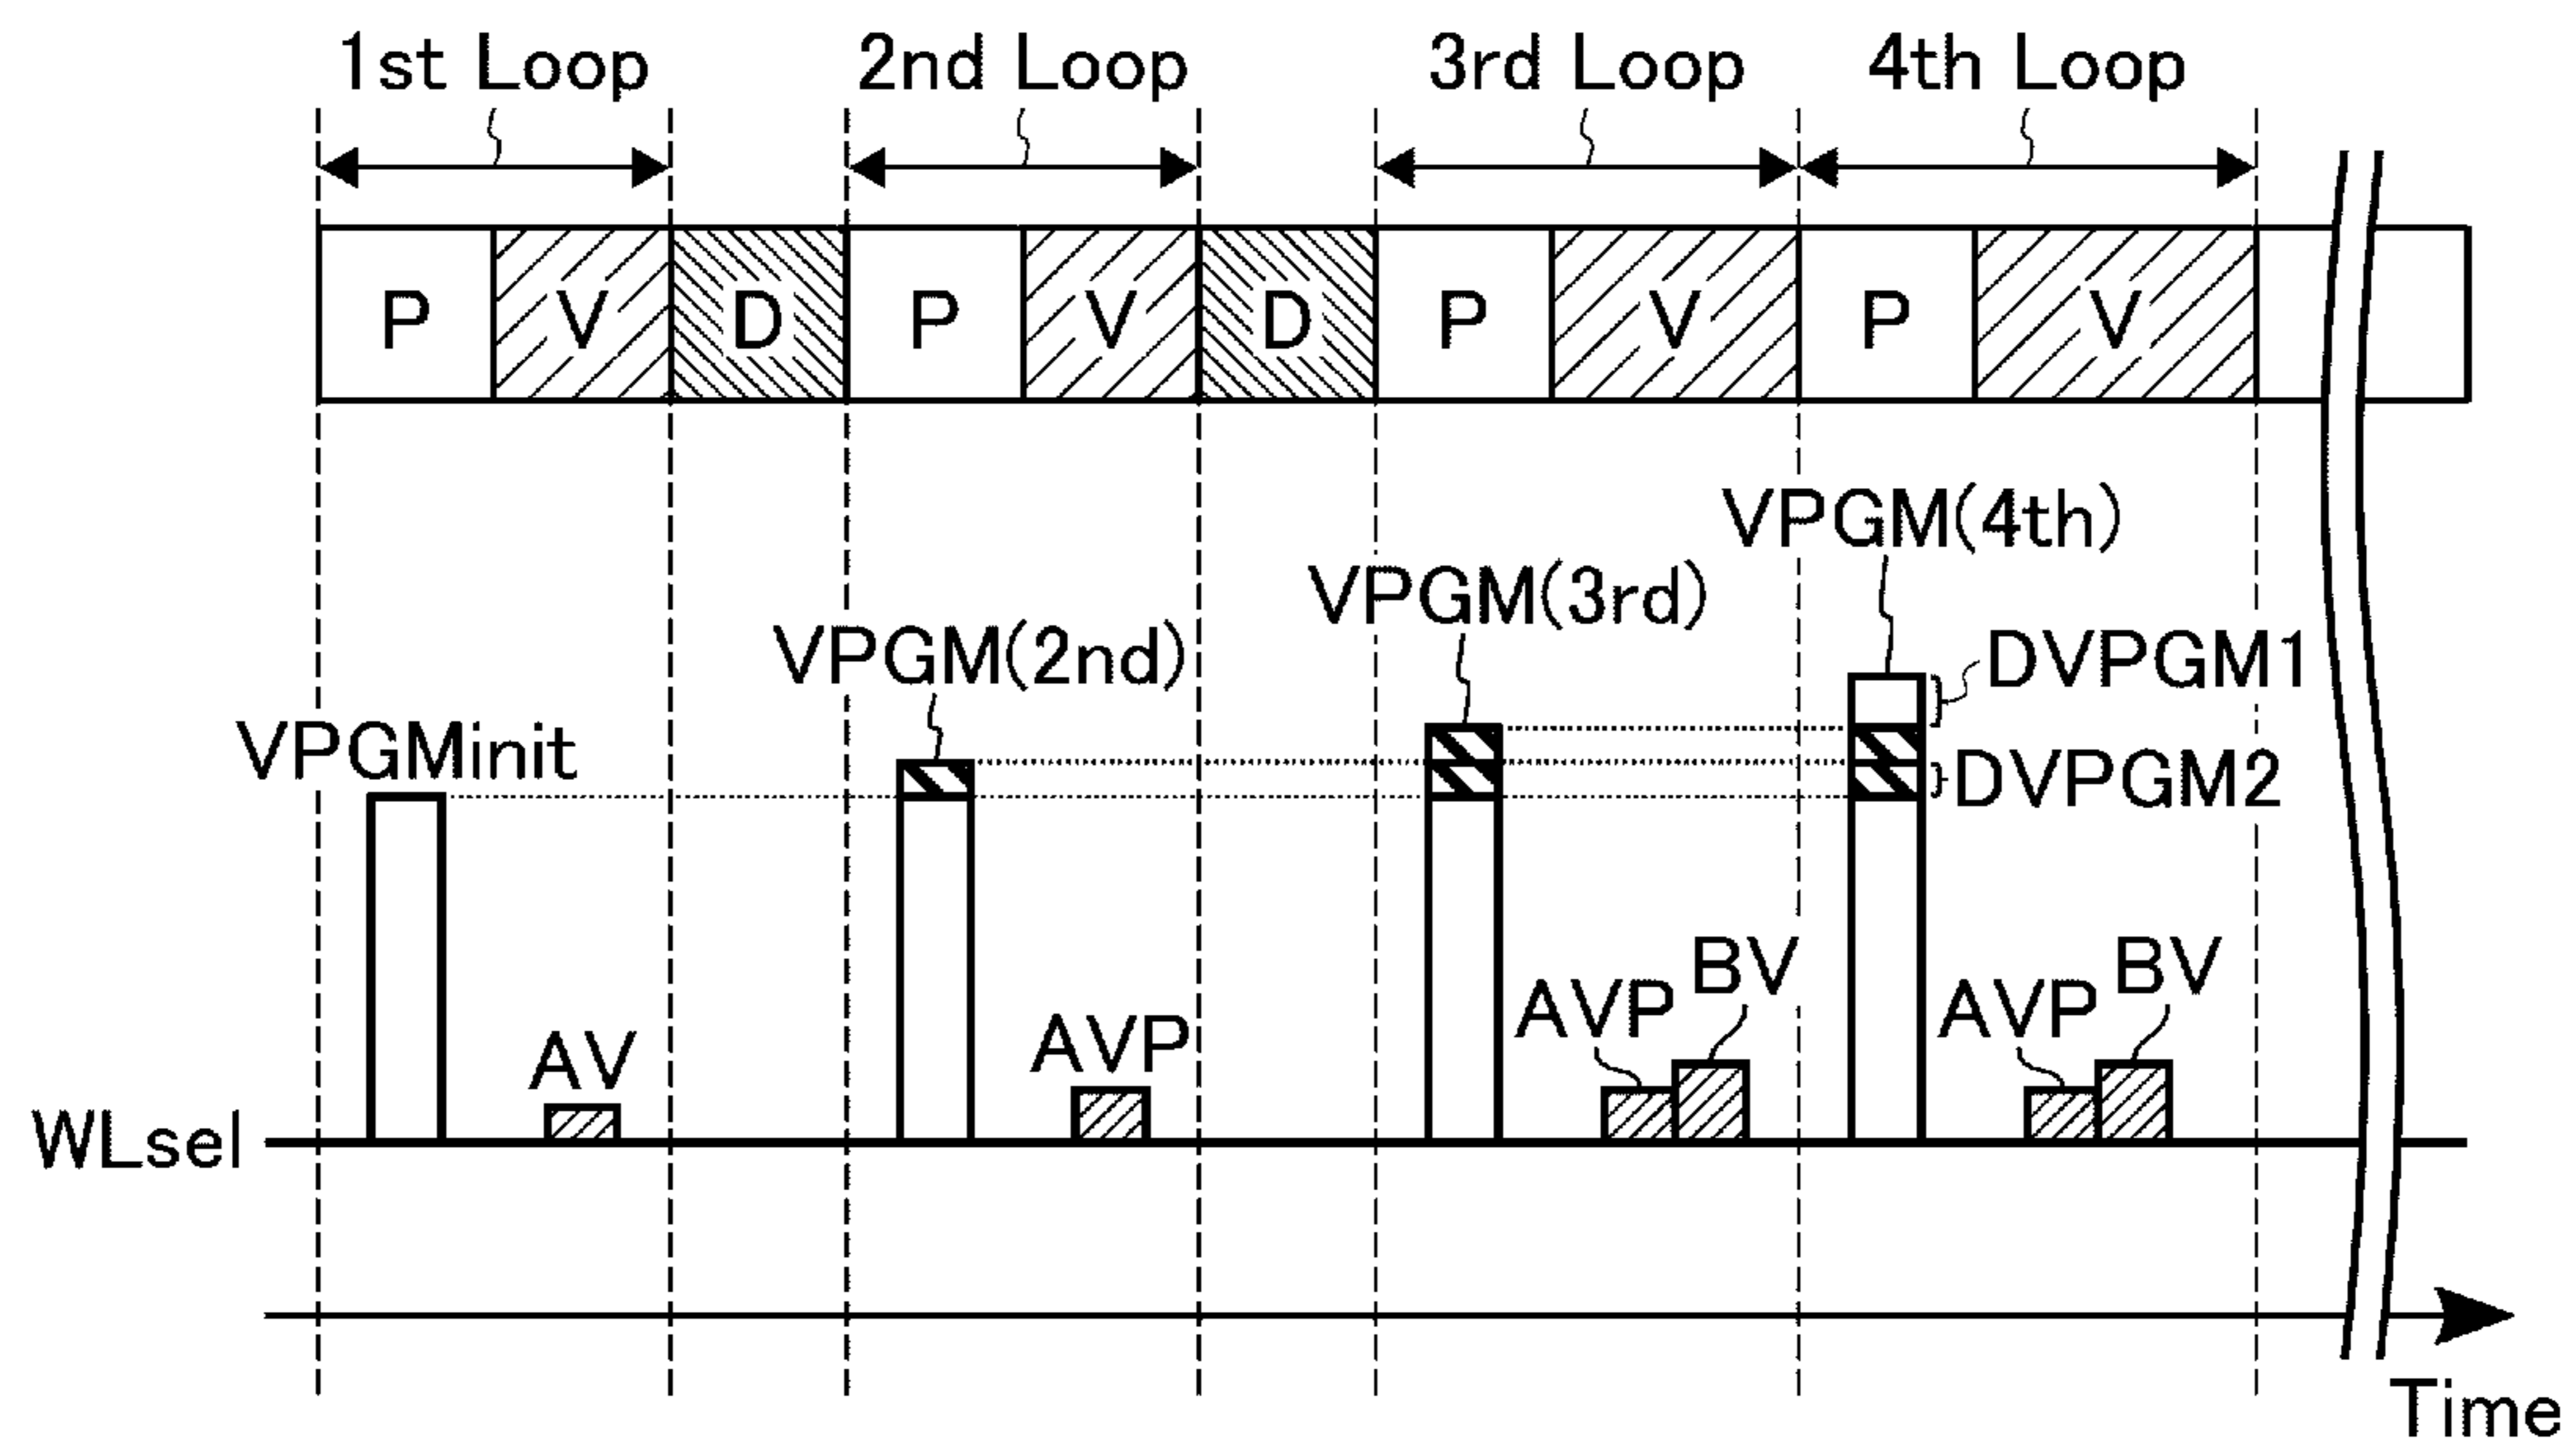 1st Loop 2nd Loop 3rd Loop 4th Loop
P V D P V D P V P V
VPGM(4th)
VPGM(3rd)
VPGM(2nd)
DVPGM1
VPGMinit
DVPGM2
BV BV
AVP AVP
AV AVP
WLsel
Time